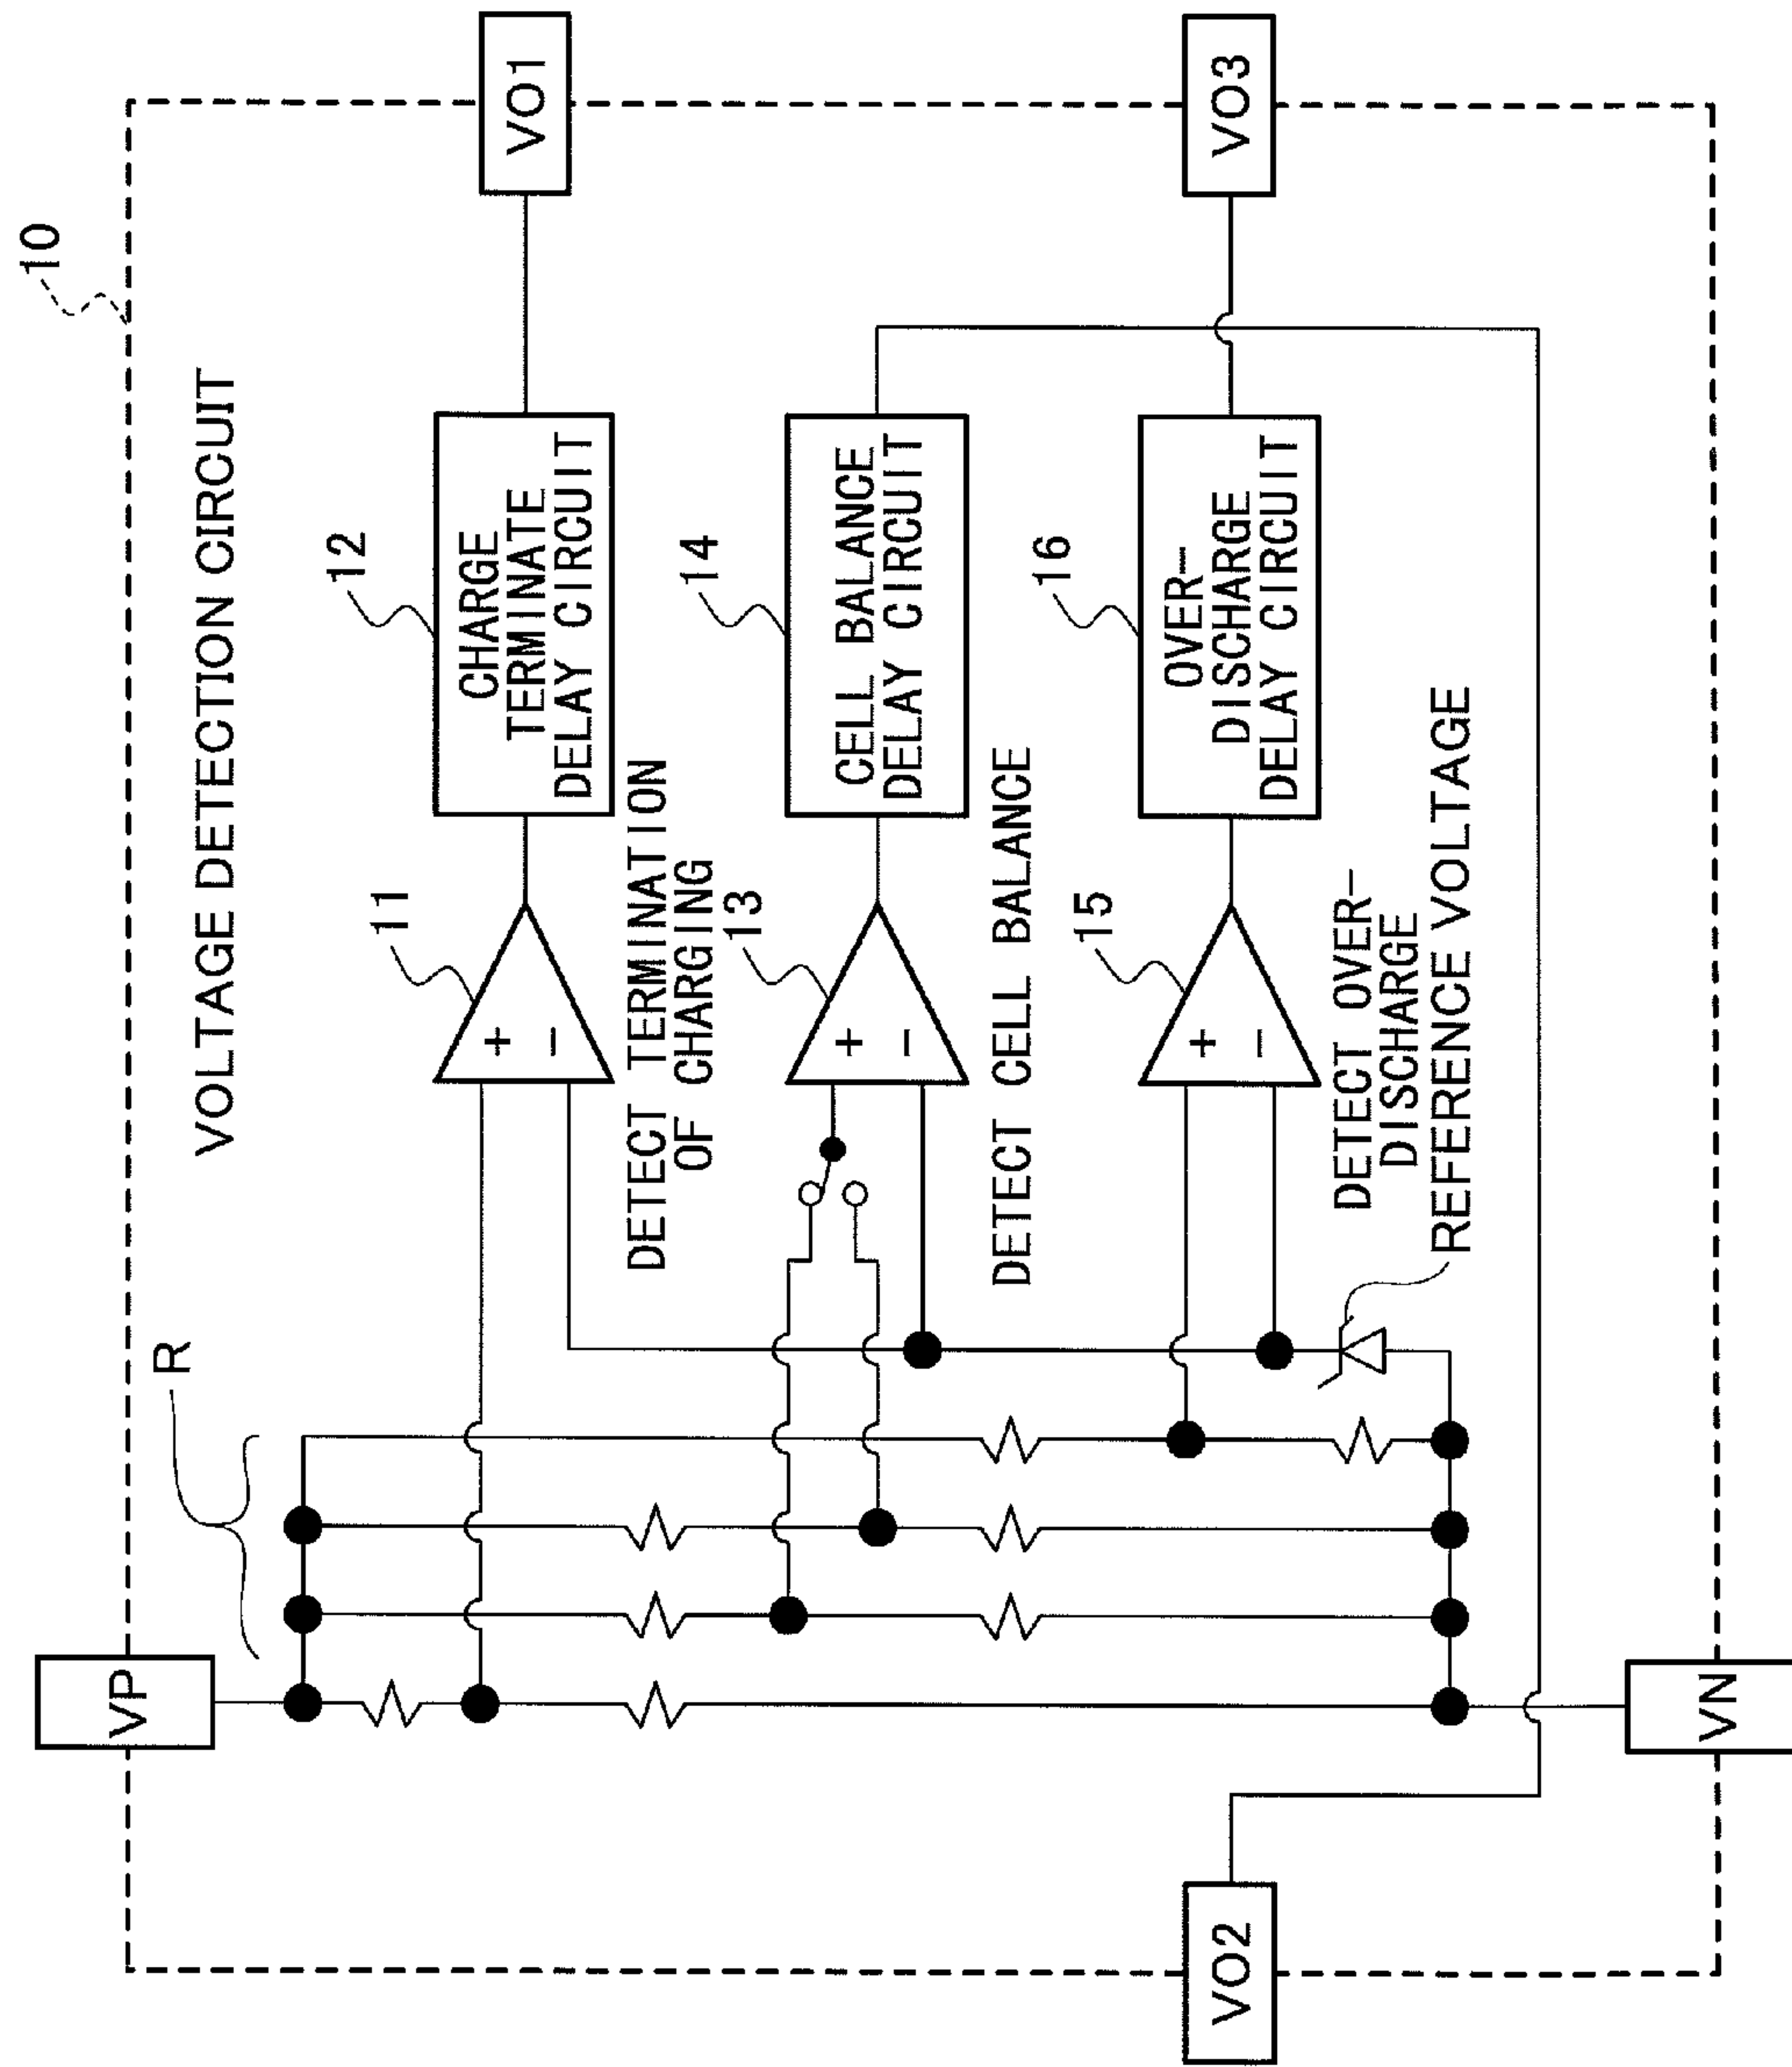 10
VOLTAGE DETECTION CIRCUIT
VP
R
11
12
+
−
CHARGE
TERMINATE
DELAY CIRCUIT
VO1
DETECT TERMINATION
OF CHARGING
13
14
+
−
CELL BALANCE
DELAY CIRCUIT
DETECT CELL BALANCE
15
16
+
−
OVER-
DISCHARGE
DELAY CIRCUIT
VO2
VO3
DETECT OVER-
DISCHARGE
REFERENCE VOLTAGE
VN